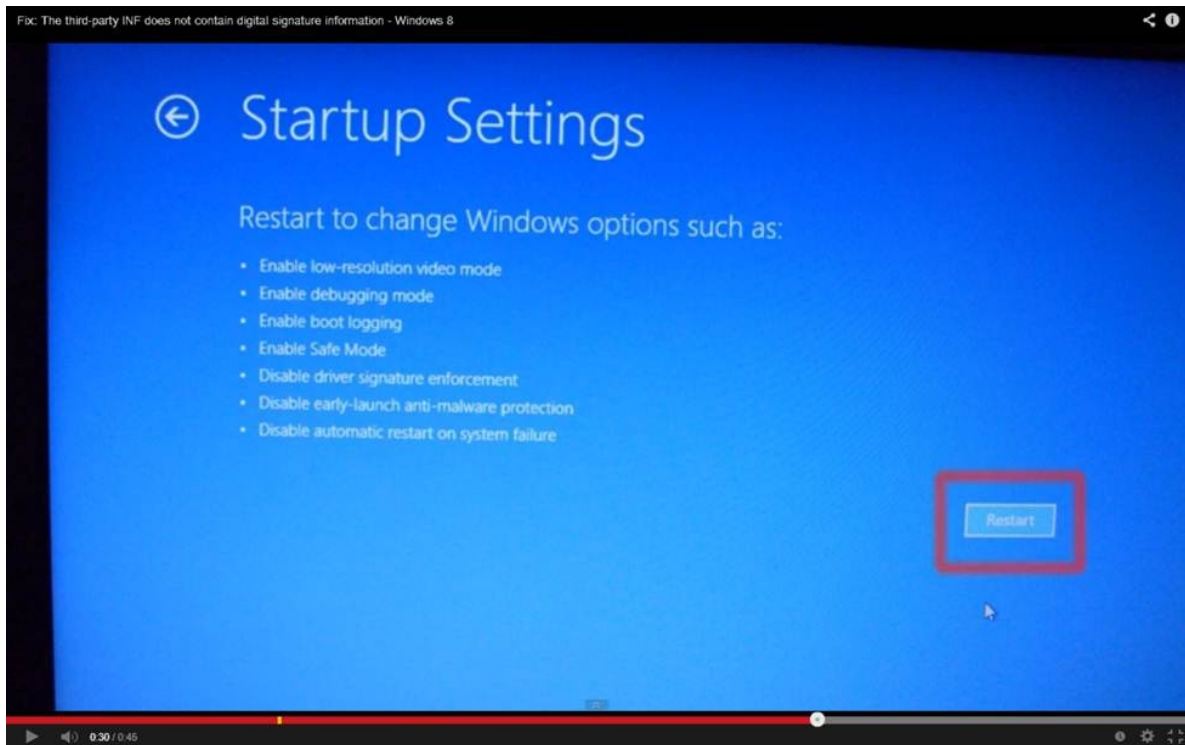 Fix: The third-party INF does not contain digital signature information - Windows 8
Startup Settings
Restart to change Windows options such as:
• Enable low-resolution video mode
• Enable debugging mode
• Enable boot logging
• Enable Safe Mode
• Disable driver signature enforcement
• Disable early-launch anti-malware protection
• Disable automatic restart on system failure
Restart
0:30 / 0:45